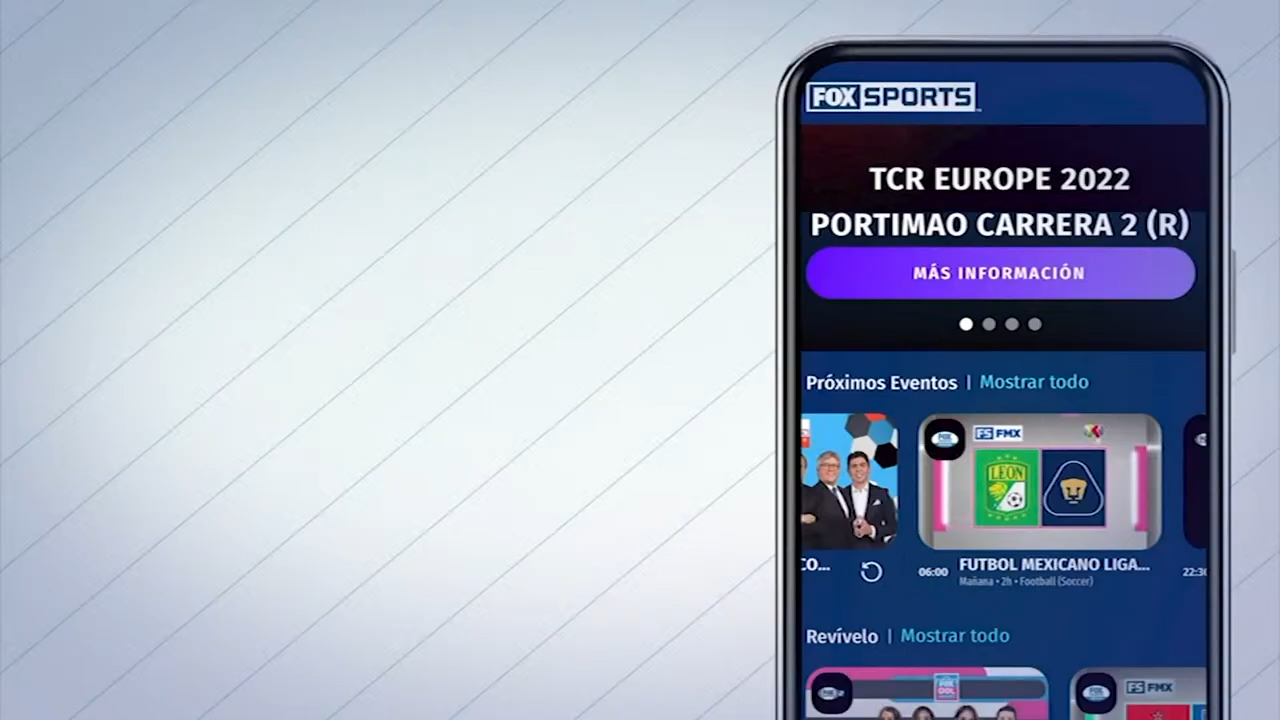 FOX SPORTS
TCR EUROPE 2022
PORTIMAO CARRERA 2 (R)
MÁS INFORMACIÓN
Próximos Eventos | Mostrar todo
FS FMX
LEON
CO...
06:00
FUTBOL MEXICANO LIGA...
Mañana • 2h • Football (Soccer)
22:30
Revívelo | Mostrar todo
FS FMX